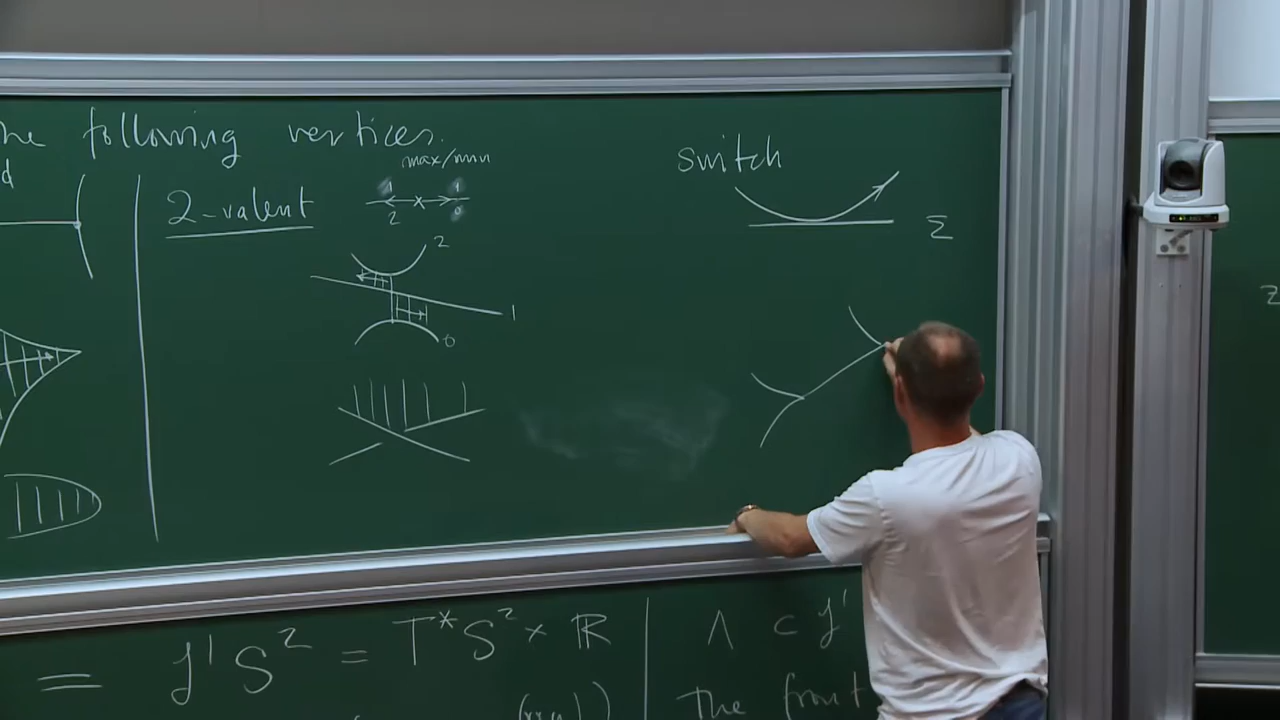 he following vertices.
d
2-valent
max/min
1 1
2 0
2
1
0
switch
Σ
= J¹S² = T*S² × ℝ
Λ ⊂ J¹
The front
2